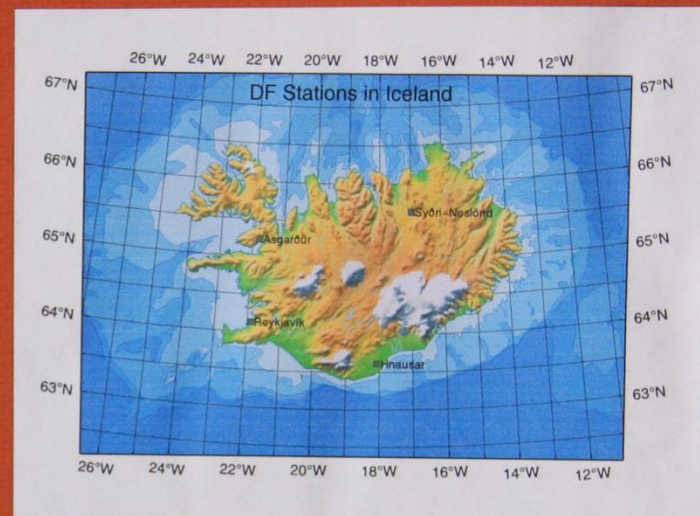 26°W 24°W 22°W 20°W 18°W 16°W 14°W 12°W
67°N 67°N
DF Stations in Iceland
66°N 66°N
Syðri-Neslönd
65°N Ásgarður 65°N
64°N 64°N
Reykjavík
Hnausar
63°N 63°N
26°W 24°W 22°W 20°W 18°W 16°W 14°W 12°W